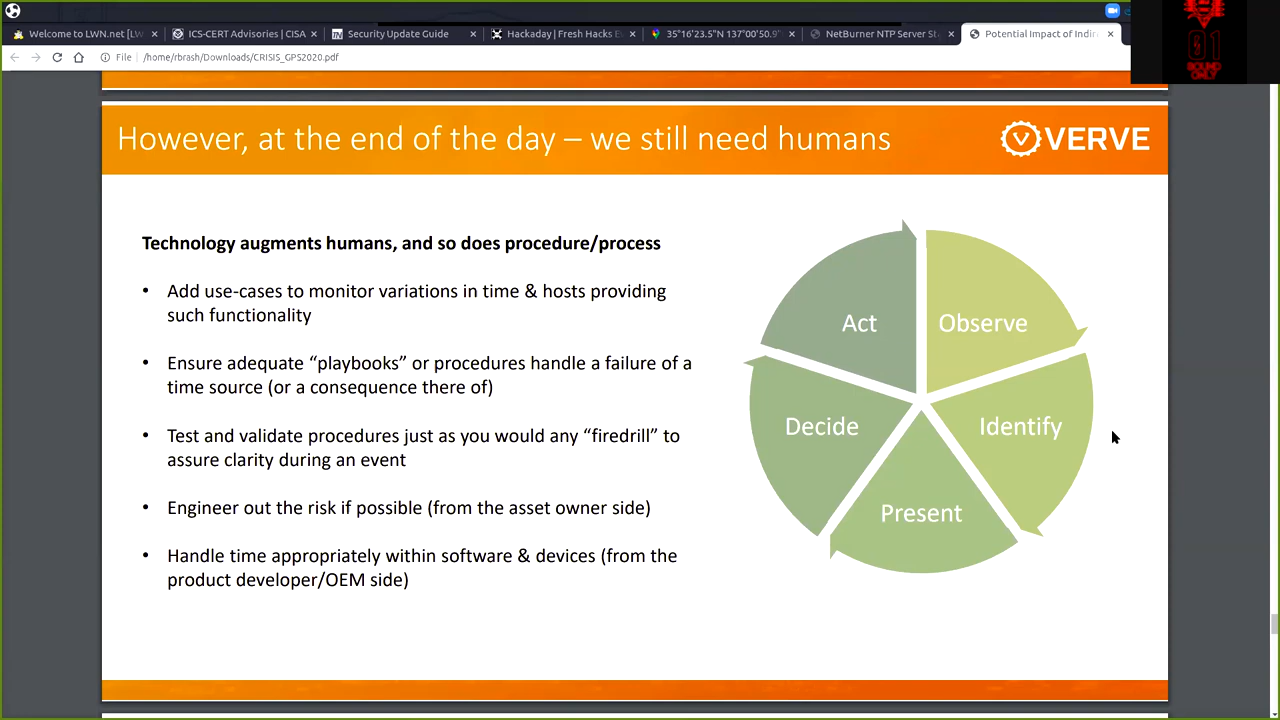 Welcome to LWN.net [LW
ICS-CERT Advisories | CISA
Security Update Guide
Hackaday | Fresh Hacks Ev
35°16'23.5"N 137°00'50.9"
NetBurner NTP Server St
Potential Impact of Indire
File
/home/rbrash/Downloads/CRISIS_GPS2020.pdf
01
BOUND
ONLY
However, at the end of the day – we still need humans
VERVE
Technology augments humans, and so does procedure/process
• Add use-cases to monitor variations in time & hosts providing
such functionality
• Ensure adequate “playbooks” or procedures handle a failure of a
time source (or a consequence there of)
• Test and validate procedures just as you would any “firedrill” to
assure clarity during an event
• Engineer out the risk if possible (from the asset owner side)
• Handle time appropriately within software & devices (from the
product developer/OEM side)
Act
Observe
Decide
Identify
Present